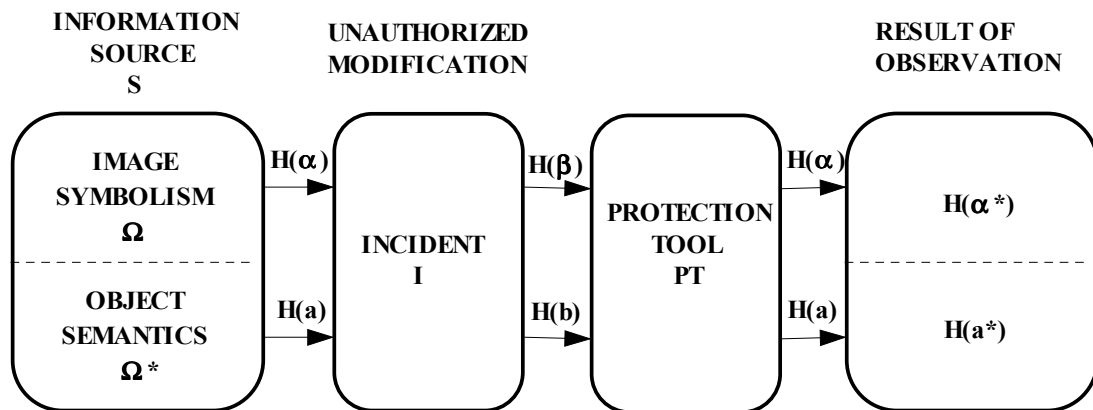 INFORMATION
SOURCE
S
UNAUTHORIZED
MODIFICATION
RESULT OF
OBSERVATION
IMAGE
SYMBOLISM
Ω
OBJECT
SEMANTICS
Ω*
H(α)
H(a)
INCIDENT
I
H(β)
H(b)
PROTECTION
TOOL
PT
H(α)
H(a)
H(α*)
H(a*)